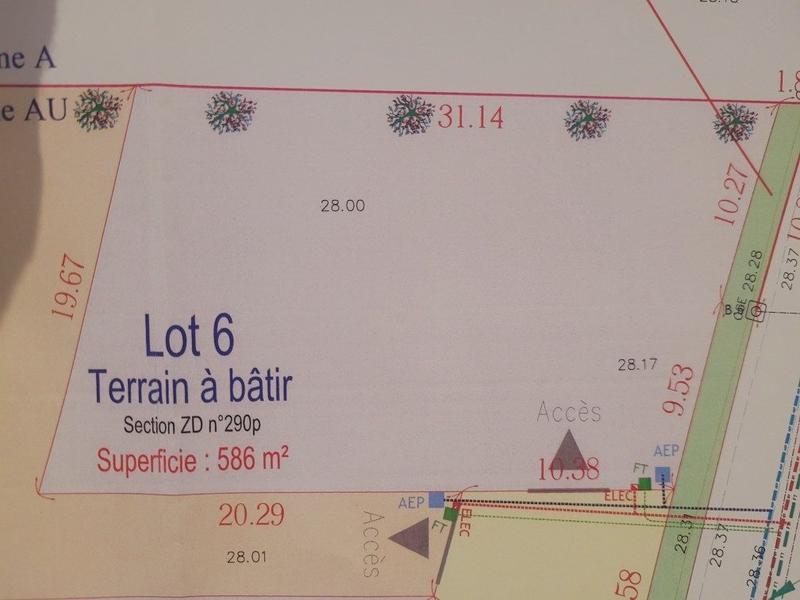 ne A
e AU
31.14
28.00
10.27
19.67
28.28
28.37
Lot 6
Terrain à bâtir
Section ZD n°290p
Superficie : 586 m²
28.17
9.53
Accès
10.38
FT
AEP
ELEC
20.29
AEP
FT
ELEC
Accès
28.01
28.37
28.36
58